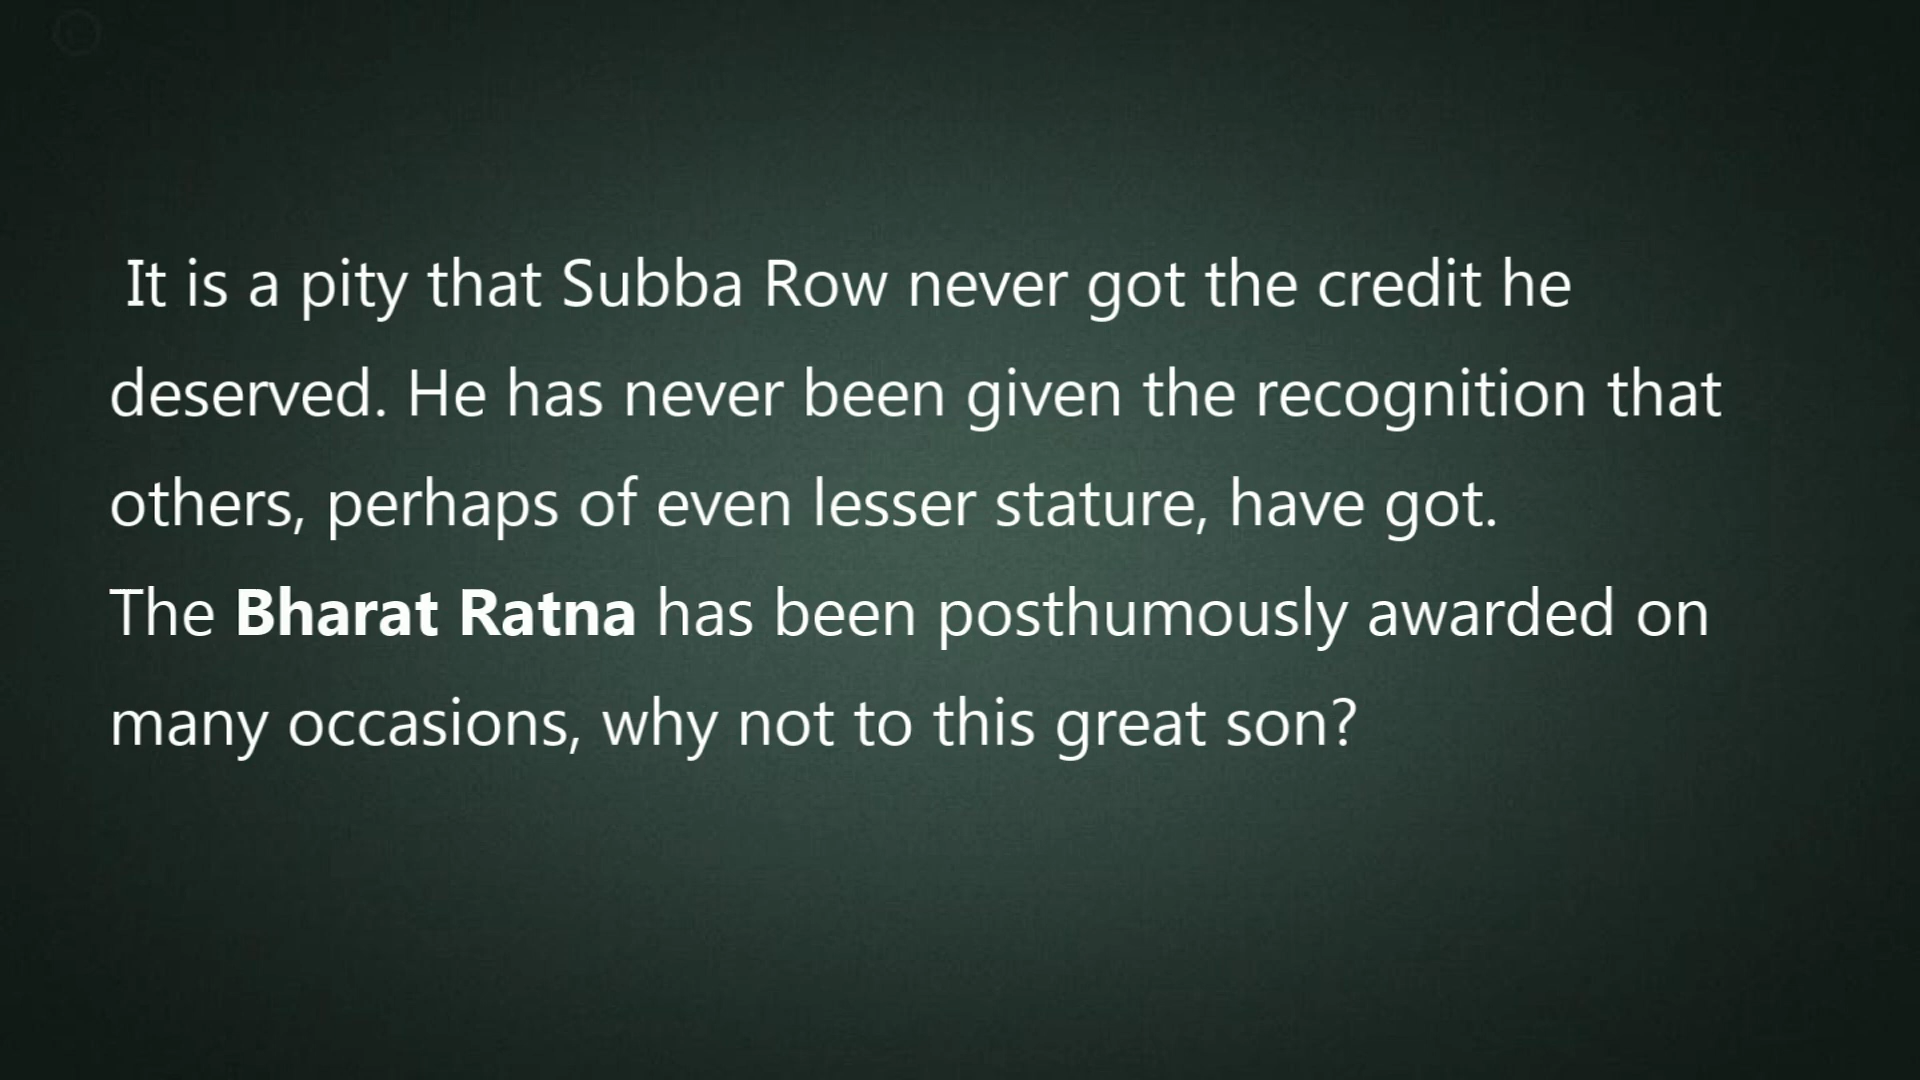 It is a pity that Subba Row never got the credit he
deserved. He has never been given the recognition that
others, perhaps of even lesser stature, have got.
The Bharat Ratna has been posthumously awarded on
many occasions, why not to this great son?